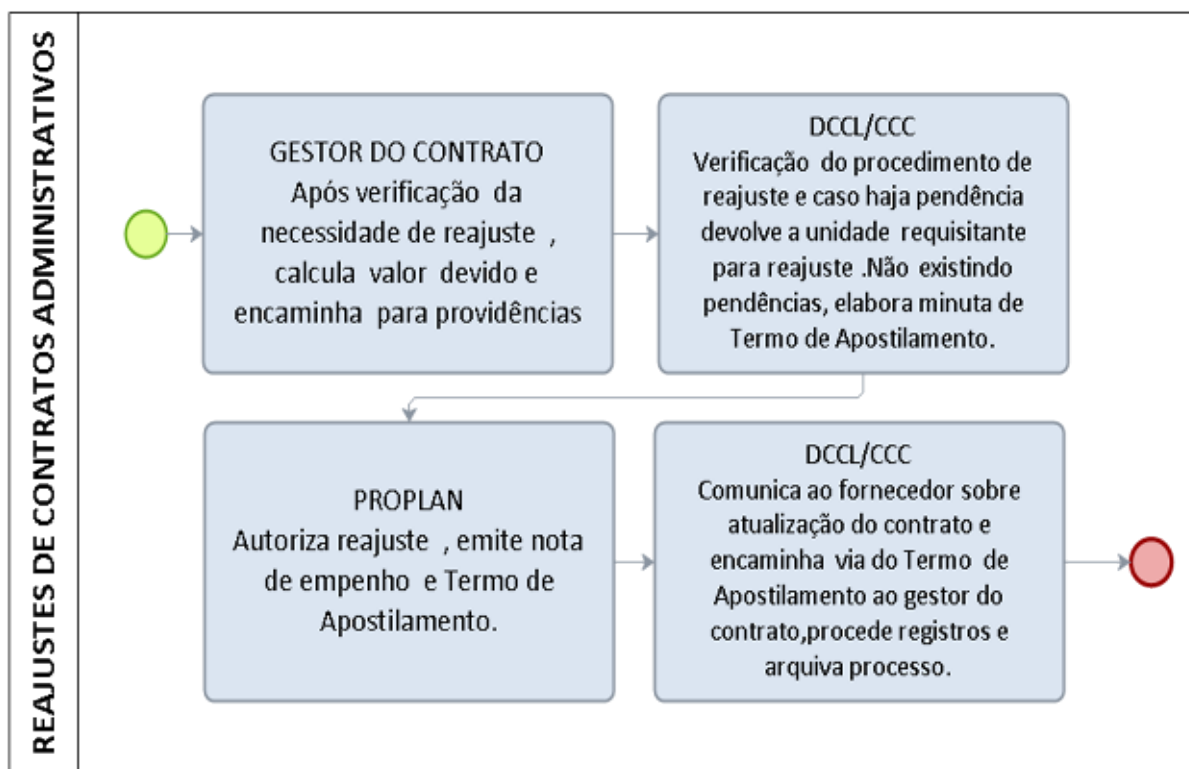 REAJUSTES DE CONTRATOS ADMINISTRATIVOS
GESTOR DO CONTRATO
Após verificação da
necessidade de reajuste ,
calcula valor devido e
encaminha para providências
DCCL/CCC
Verificação do procedimento de
reajuste e caso haja pendência
devolve a unidade requisitante
para reajuste .Não existindo
pendências, elabora minuta de
Termo de Apostilamento.
PROPLAN
Autoriza reajuste , emite nota
de empenho e Termo de
Apostilamento.
DCCL/CCC
Comunica ao fornecedor sobre
atualização do contrato e
encaminha via do Termo de
Apostilamento ao gestor do
contrato,procede registros e
arquiva processo.